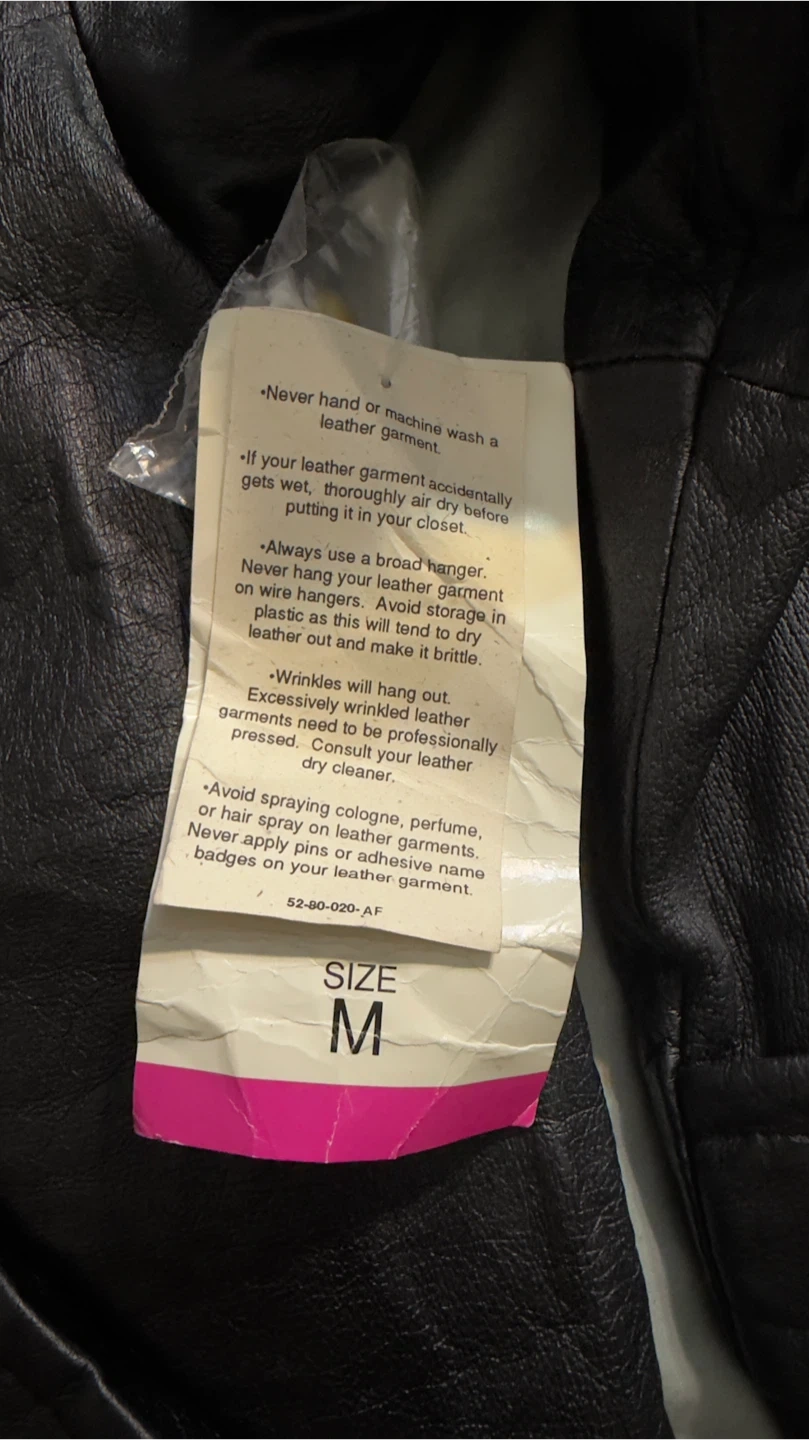 •Never hand or machine wash a
leather garment.
•If your leather garment accidentally
gets wet, thoroughly air dry before
putting it in your closet.
•Always use a broad hanger.
Never hang your leather garment
on wire hangers. Avoid storage in
plastic as this will tend to dry
leather out and make it brittle.
•Wrinkles will hang out.
Excessively wrinkled leather
garments need to be professionally
pressed. Consult your leather
dry cleaner.
•Avoid spraying cologne, perfume,
or hair spray on leather garments.
Never apply pins or adhesive name
badges on your leather garment.
52-80-020-AF
SIZE
M